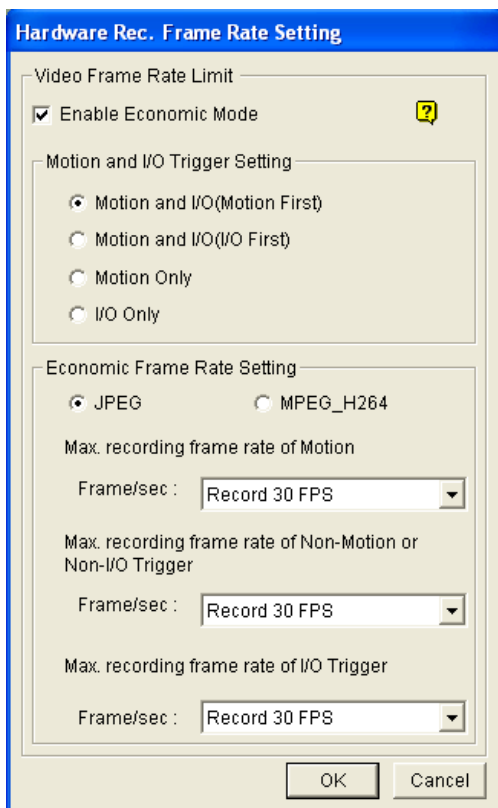 Hardware Rec. Frame Rate Setting
Video Frame Rate Limit
Enable Economic Mode
?
Motion and I/O Trigger Setting
Motion and I/O(Motion First)
Motion and I/O(I/O First)
Motion Only
I/O Only
Economic Frame Rate Setting
JPEG MPEG_H264
Max. recording frame rate of Motion
Frame/sec : Record 30 FPS
Max. recording frame rate of Non-Motion or
Non-I/O Trigger
Frame/sec : Record 30 FPS
Max. recording frame rate of I/O Trigger
Frame/sec : Record 30 FPS
OK Cancel